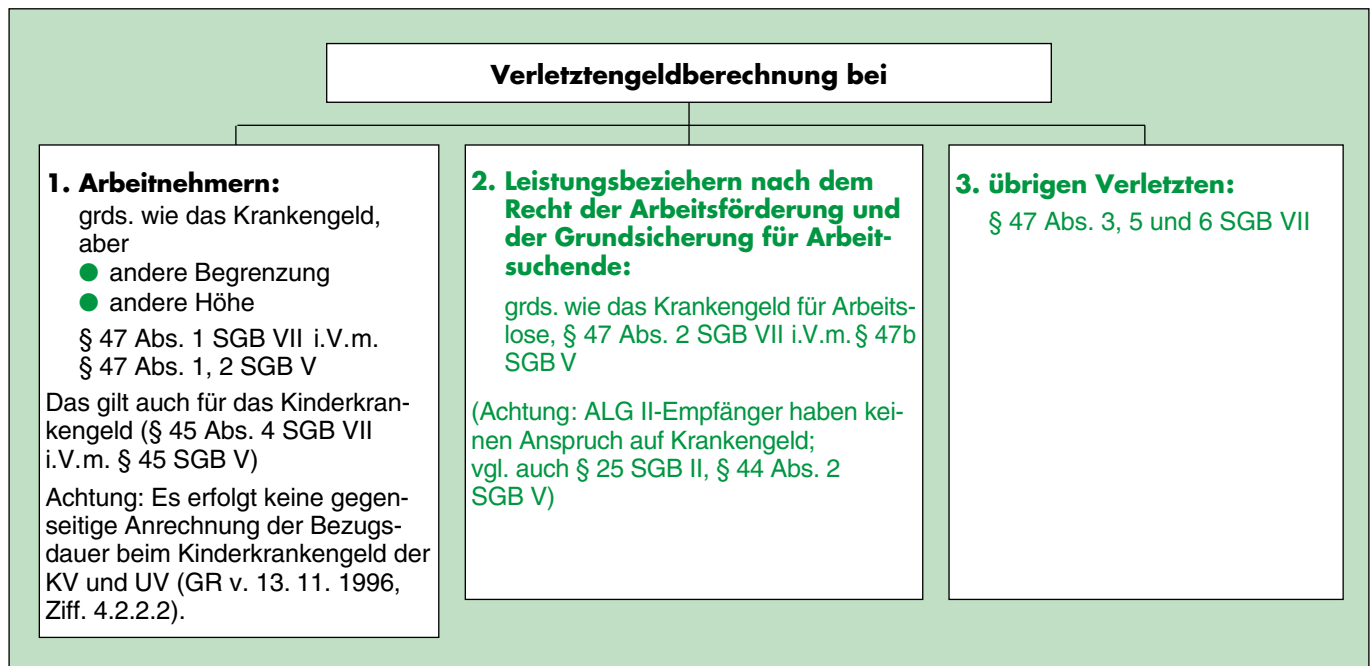 Verletztengeldberechnung bei
1. Arbeitnehmern:
grds. wie das Krankengeld,
aber
● andere Begrenzung
● andere Höhe
§ 47 Abs. 1 SGB VII i.V.m.
§ 47 Abs. 1, 2 SGB V
Das gilt auch für das Kinderkran-
kengeld (§ 45 Abs. 4 SGB VII
i.V.m. § 45 SGB V)
Achtung: Es erfolgt keine gegen-
seitige Anrechnung der Bezugs-
dauer beim Kinderkrankengeld der
KV und UV (GR v. 13. 11. 1996,
Ziff. 4.2.2.2).
2. Leistungsbeziehern nach dem
Recht der Arbeitsförderung und
der Grundsicherung für Arbeit-
suchende:
grds. wie das Krankengeld für Arbeits-
lose, § 47 Abs. 2 SGB VII i.V.m. § 47b
SGB V
(Achtung: ALG II-Empfänger haben kei-
nen Anspruch auf Krankengeld;
vgl. auch § 25 SGB II, § 44 Abs. 2
SGB V)
3. übrigen Verletzten:
§ 47 Abs. 3, 5 und 6 SGB VII